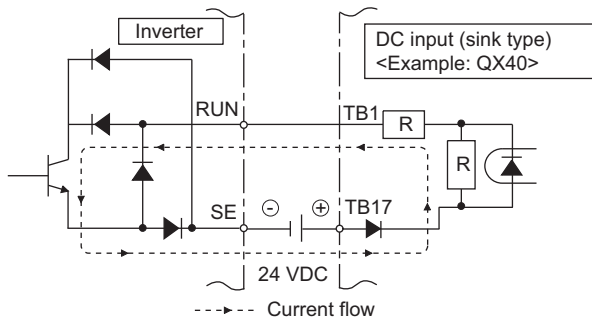 Inverter
DC input (sink type)
<Example: QX40>
RUN
TB1
R
R
SE
TB17
24 VDC
Current flow